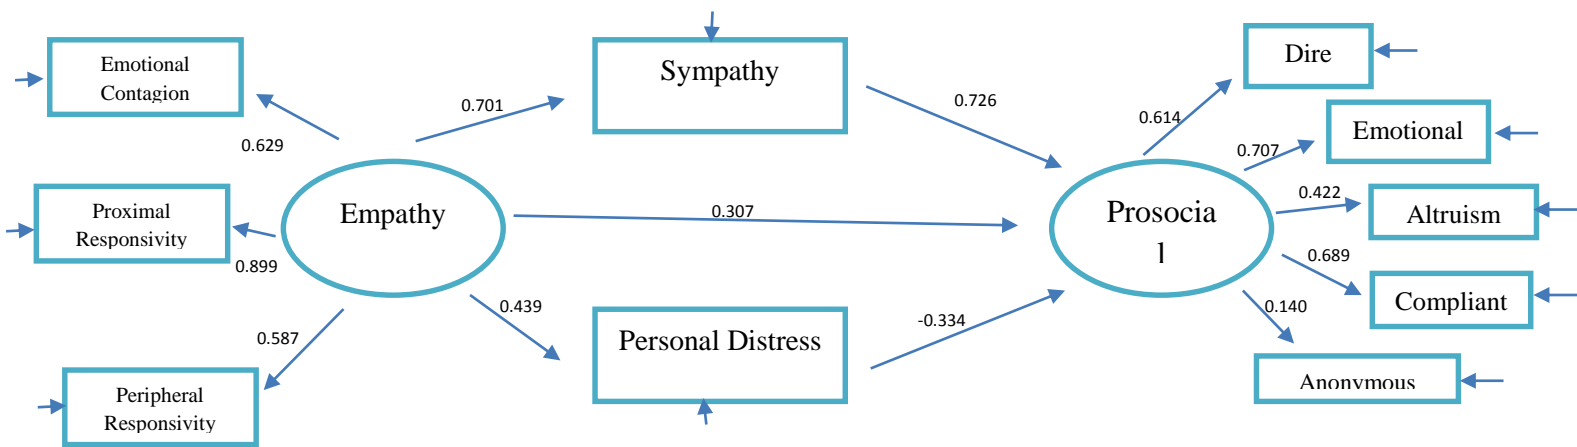 Emotional
Contagion
0.629
Proximal
Responsivity
0.899
Peripheral
Responsivity
0.587
Empathy
0.701
0.307
0.439
Sympathy
Personal Distress
0.726
-0.334
Prosocia
l
0.614
0.707
0.422
0.689
0.140
Dire
Emotional
Altruism
Compliant
Anonymous